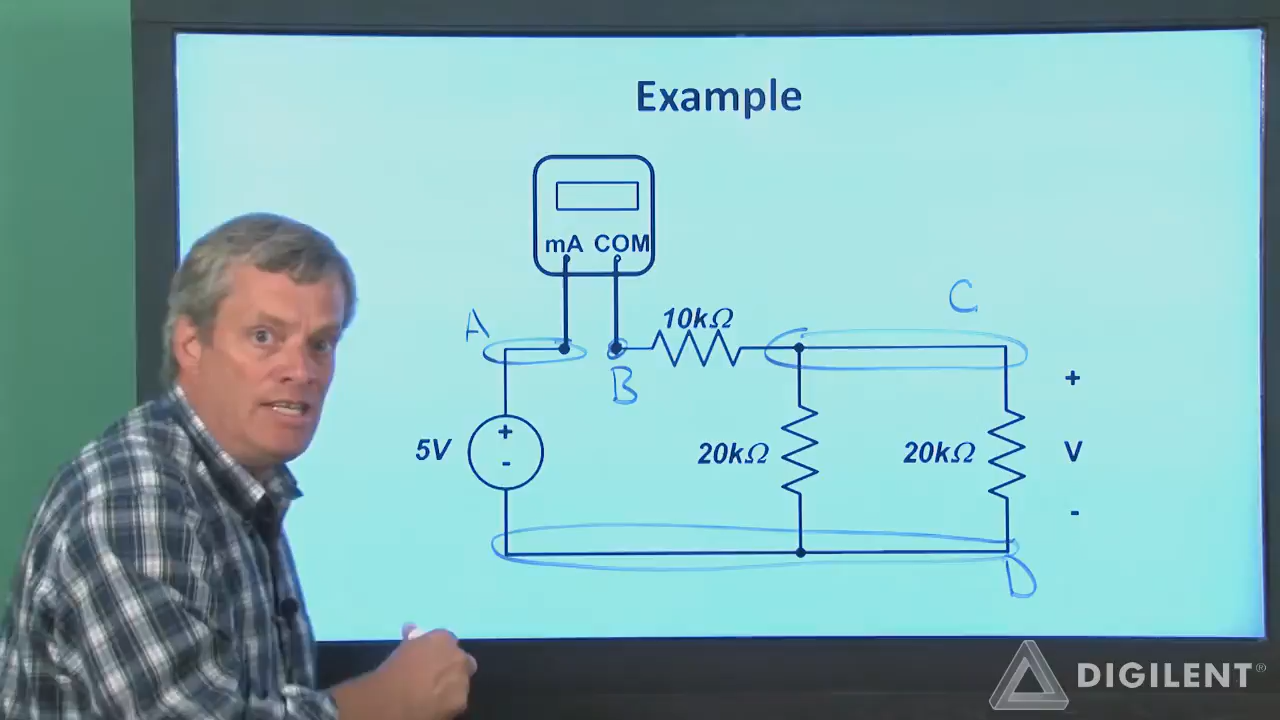 Example
mA COM
A
B
10kΩ
C
+
5V
+
-
20kΩ
20kΩ
V
-
D
DIGILENT®